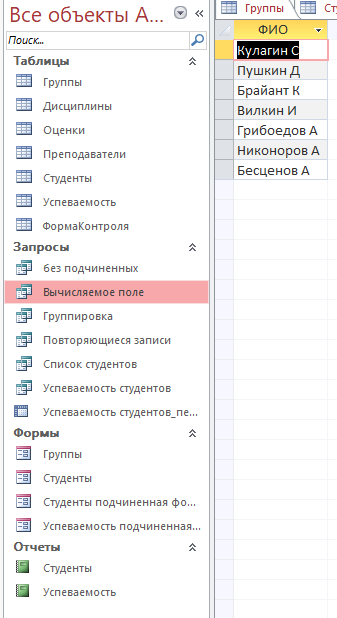 Все объекты A...
Поиск...
Таблицы
Группы
Дисциплины
Оценки
Преподаватели
Студенты
Успеваемость
ФормаКонтроля
Запросы
без подчиненных
Вычисляемое поле
Группировка
Повторяющиеся записи
Список студентов
Успеваемость студентов
Успеваемость студентов_пе...
Формы
Группы
Студенты
Студенты подчиненная фо...
Успеваемость подчиненная...
Отчеты
Студенты
Успеваемость
Группы
Сту
ФИО
Кулагин С
Пушкин Д
Брайант К
Вилкин И
Грибоедов А
Никоноров А
Бесценов А